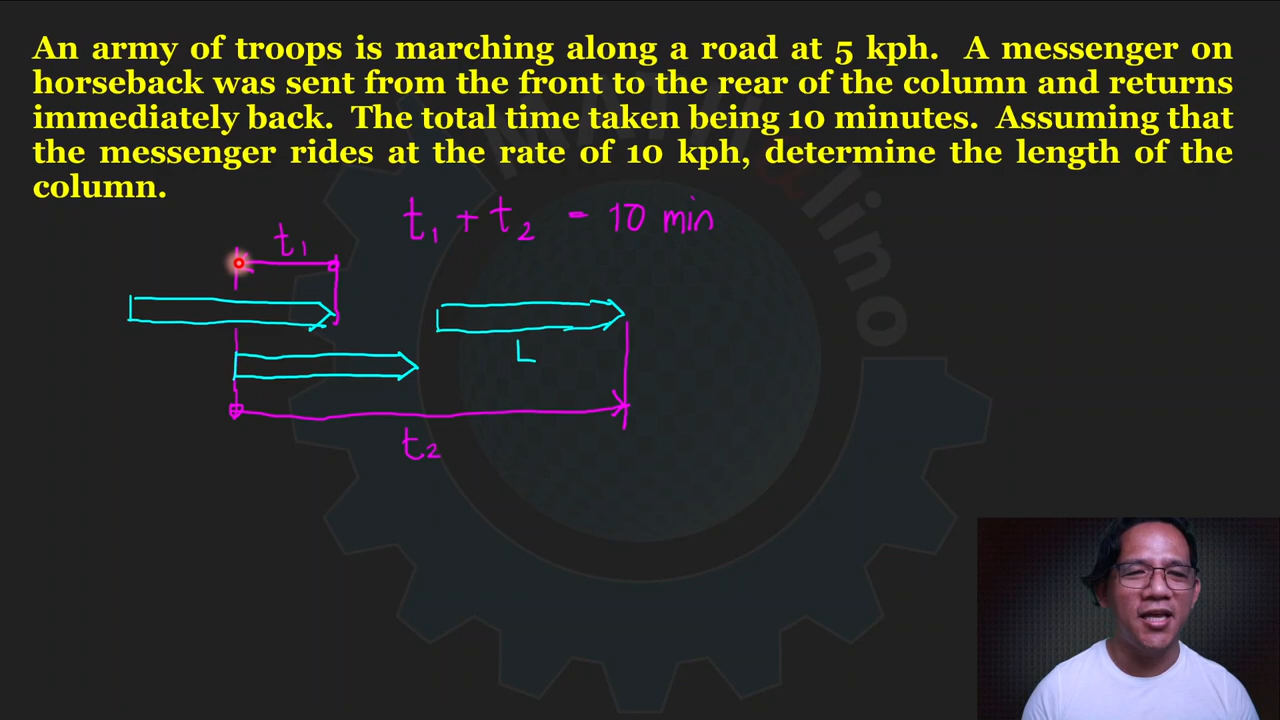 An army of troops is marching along a road at 5 kph. A messenger on
horseback was sent from the front to the rear of the column and returns
immediately back. The total time taken being 10 minutes. Assuming that
the messenger rides at the rate of 10 kph, determine the length of the
column.
t₁ + t₂ = 10 min
t₁
L
t₂